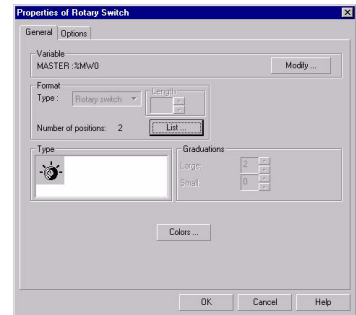 Properties of Rotary Switch
General Options
Variable
MASTER :%MW0
Modify ...
Format
Type : Rotary switch
Length
Number of positions: 2
List ...
Type
Graduations
Large: 2
Small: 0
Colors ...
OK Cancel Help